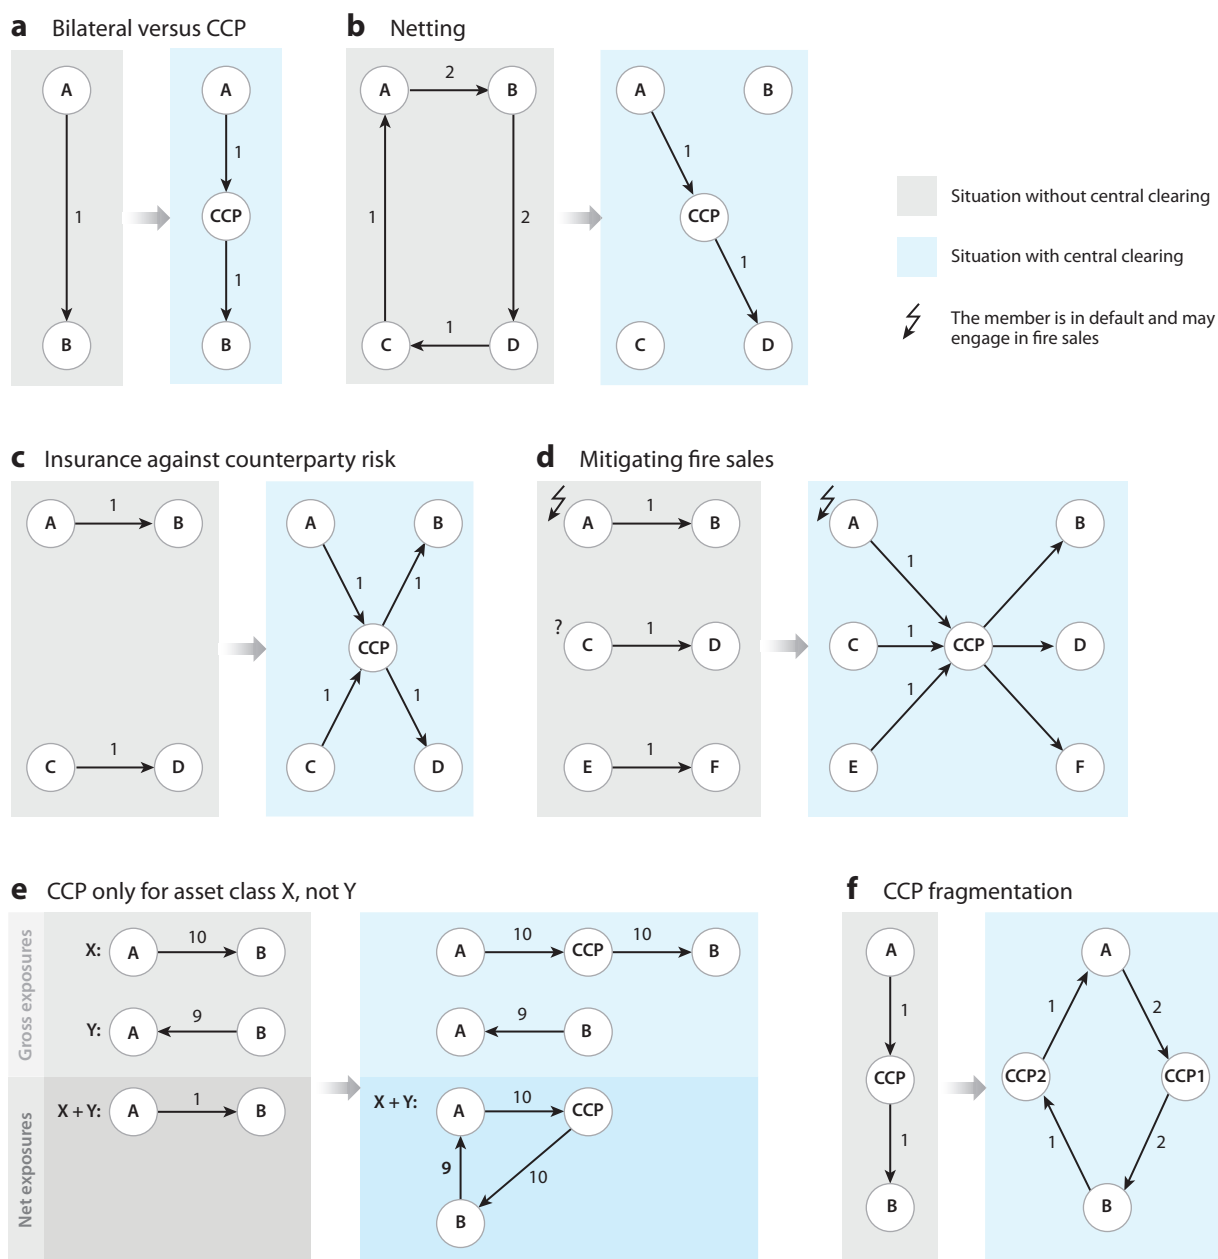 a Bilateral versus CCP
A
1
B
A
1
CCP
1
B
b Netting
A
2
B
1
2
C
1
D
A
B
1
CCP
1
C
D
Situation without central clearing
Situation with central clearing
The member is in default and may
engage in fire sales
c Insurance against counterparty risk
A
1
B
C
1
D
A
B
1
1
CCP
1
1
C
D
d Mitigating fire sales
A
1
B
?
C
1
D
E
1
F
A
B
1
C
1
CCP
D
1
E
F
e CCP only for asset class X, not Y
Gross exposures
X:
A
10
B
Y:
A
9
B
Net exposures
X + Y:
A
1
B
A
10
CCP
10
B
A
9
B
X + Y:
A
10
CCP
9
10
B
f CCP fragmentation
A
1
CCP
1
B
A
1
2
CCP2
CCP1
1
2
B